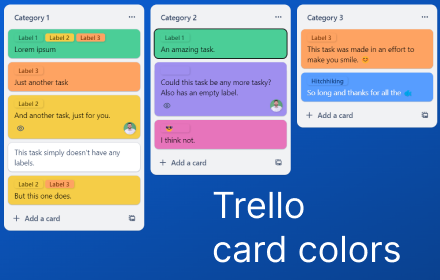 Category 1
Label 1 Label 2 Label 3
Lorem ipsum
Label 3
Just another task
Label 2
And another task, just for you.
This task simply doesn't have any
labels.
Label 2 Label 3
But this one does.
+ Add a card
Category 2
Label 1
An amazing task.
Could this task be any more tasky?
Also has an empty label.
I think not.
+ Add a card
Category 3
Label 3
This task was made in an effort to
make you smile.
Hitchhiking
So long and thanks for all the
+ Add a card
Trello
card colors